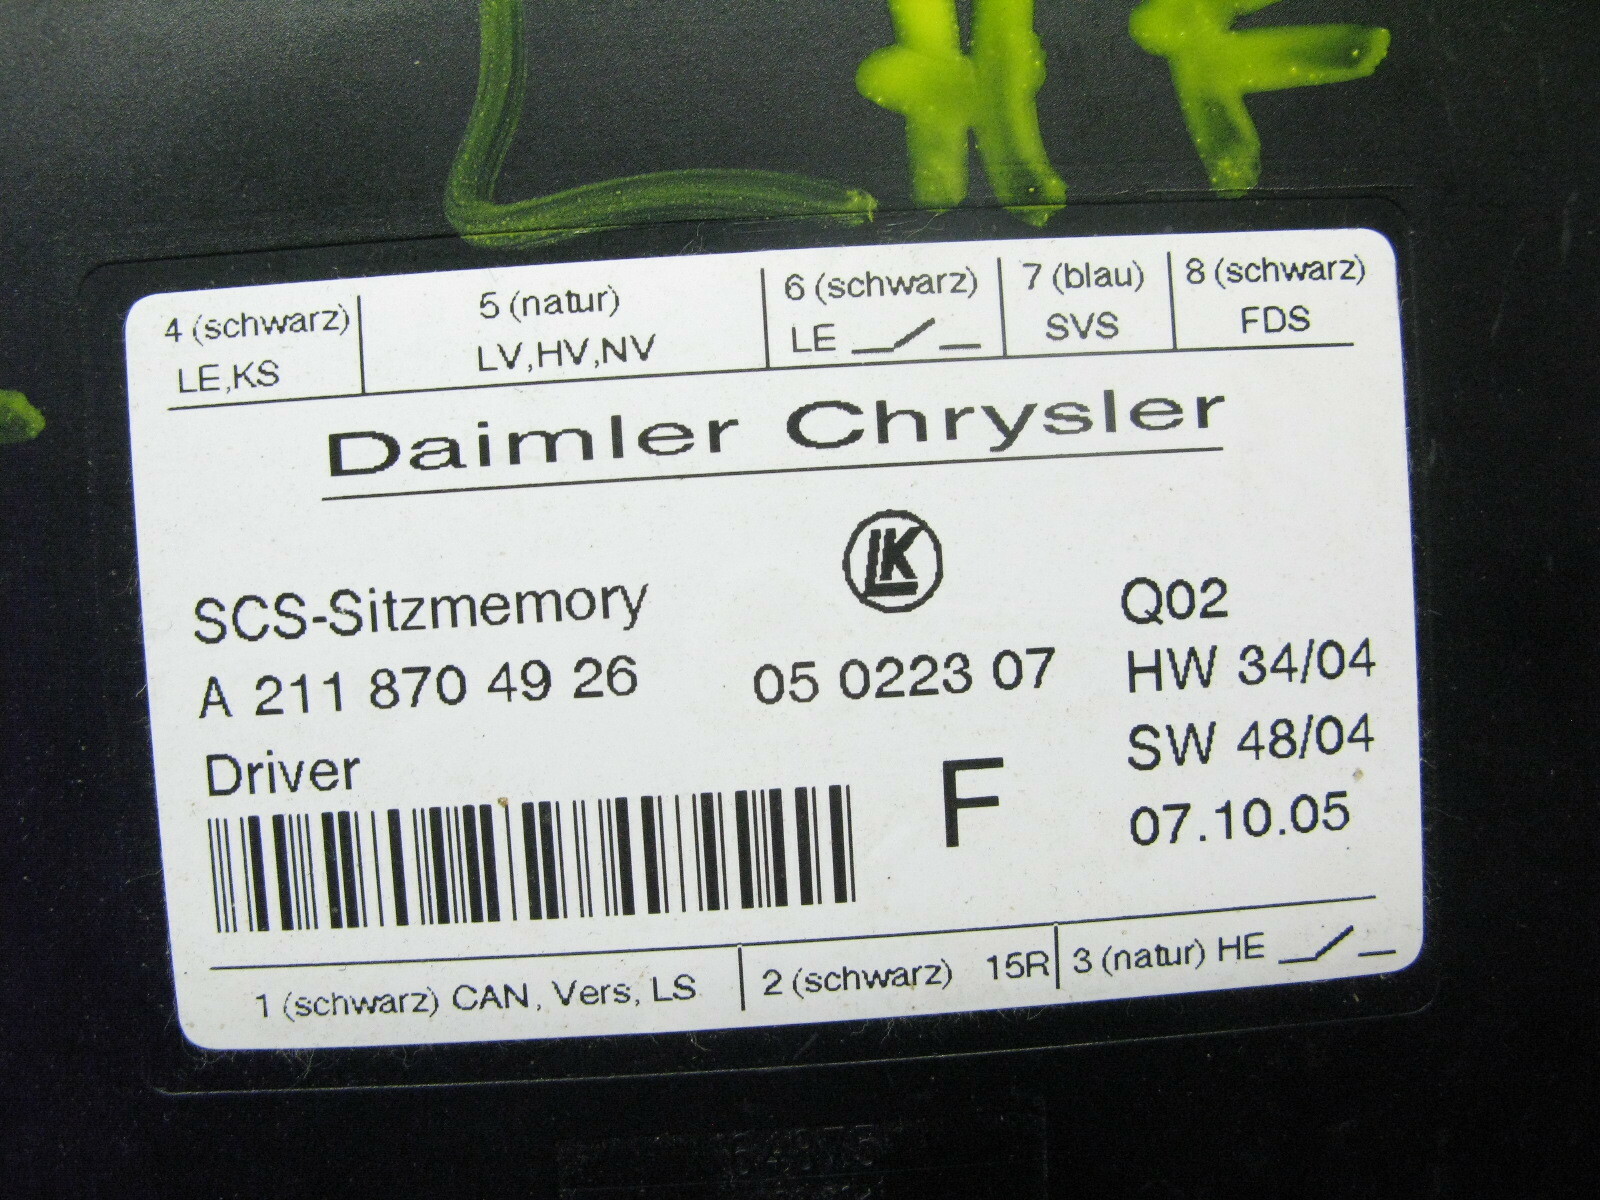 4 (schwarz) 5 (natur) 6 (schwarz) 7 (blau) 8 (schwarz)
LE,KS LV,HV,NV LE SVS FDS
Daimler Chrysler
LK
SCS-Sitzmemory Q02
A 211 870 49 26 05 0223 07 HW 34/04
Driver F SW 48/04
07.10.05
1 (schwarz) CAN, Vers, LS 2 (schwarz) 15R 3 (natur) HE